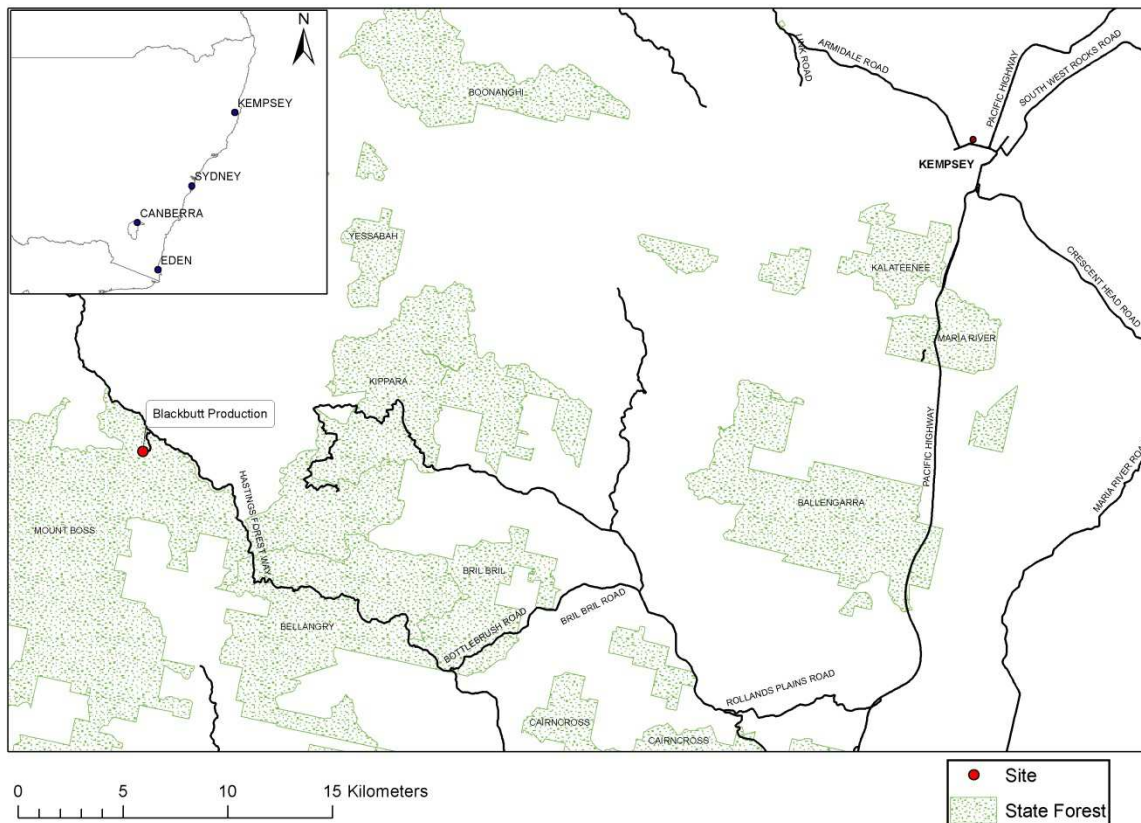 N
KEMPSEY
SYDNEY
CANBERRA
EDEN
BOONANGHI
LINK ROAD
ARMIDALE ROAD
PACIFIC HIGHWAY
SOUTH WEST ROCKS ROAD
KEMPSEY
YESSABAH
KALATEENEE
CRESCENT HEAD ROAD
MARIA RIVER
KIPPARA
Blackbutt Production
HASTINGS FOREST WAY
PACIFIC HIGHWAY
MARIA RIVER ROAD
BALLENGARRA
MOUNT BOSS
BRIL BRIL
BELLANGRY
BOTTLEBRUSH ROAD
BRIL BRIL ROAD
ROLLANDS PLAINS ROAD
CAIRNCROSS
CAIRNCROSS
0 5 10 15 Kilometers
Site
State Forest